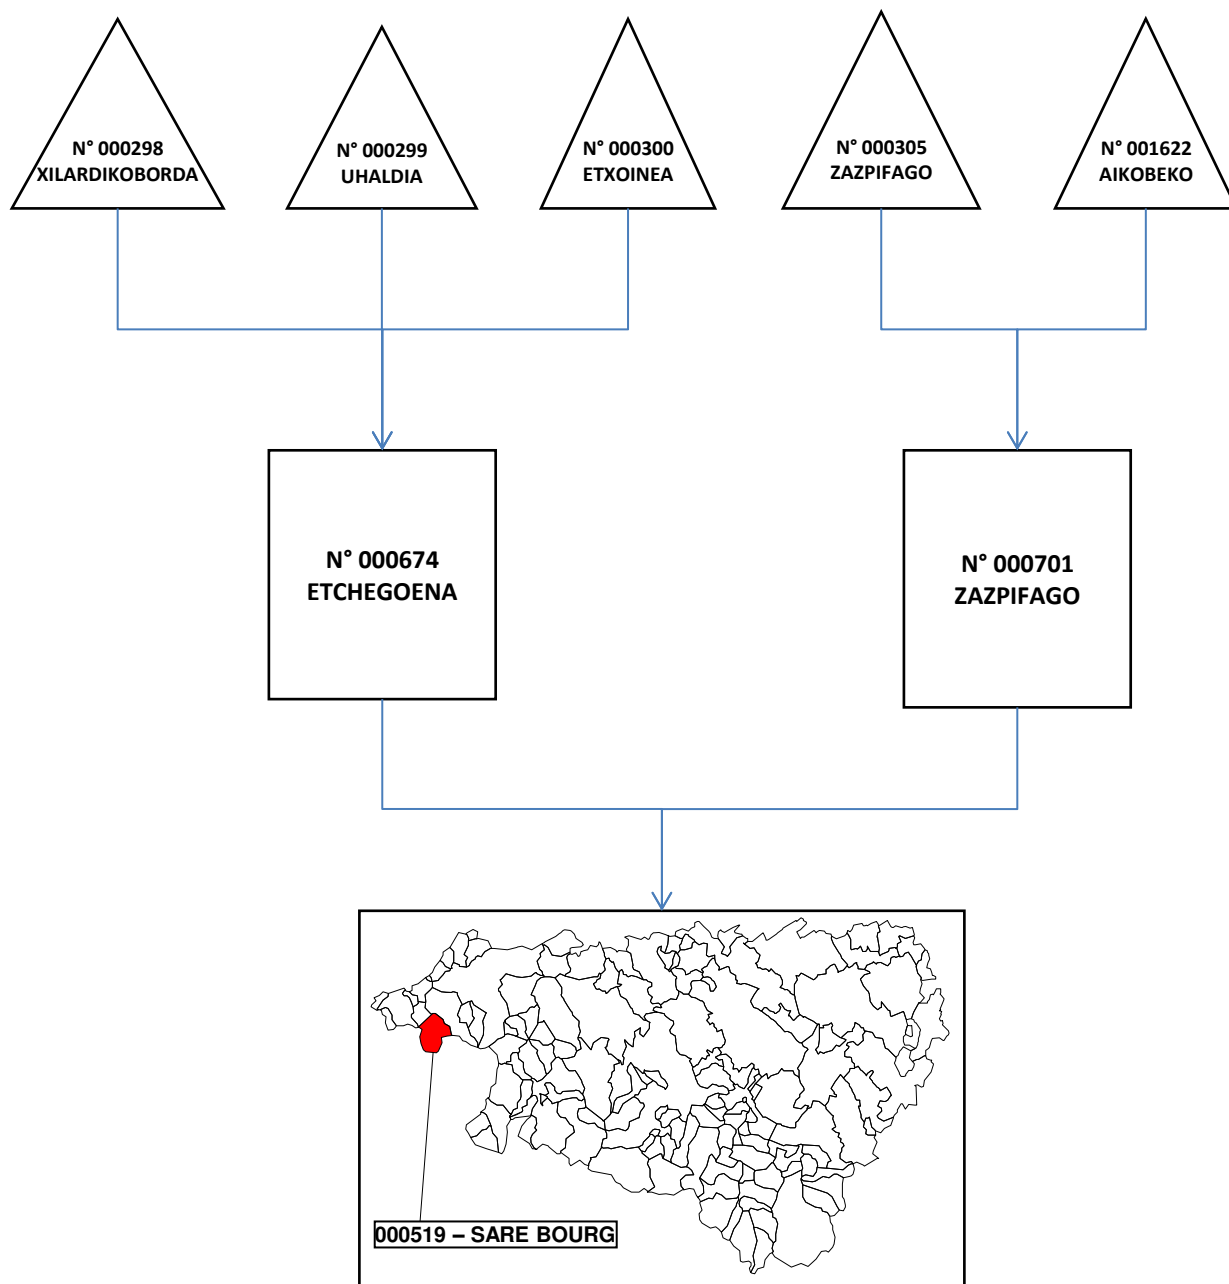 N° 000298
XILARDIKOBORDA
N° 000299
UHALDIA
N° 000300
ETXOINEA
N° 000305
ZAZPIFAGO
N° 001622
AIKOBEKO
N° 000674
ETCHEGOENA
N° 000701
ZAZPIFAGO
000519 – SARE BOURG